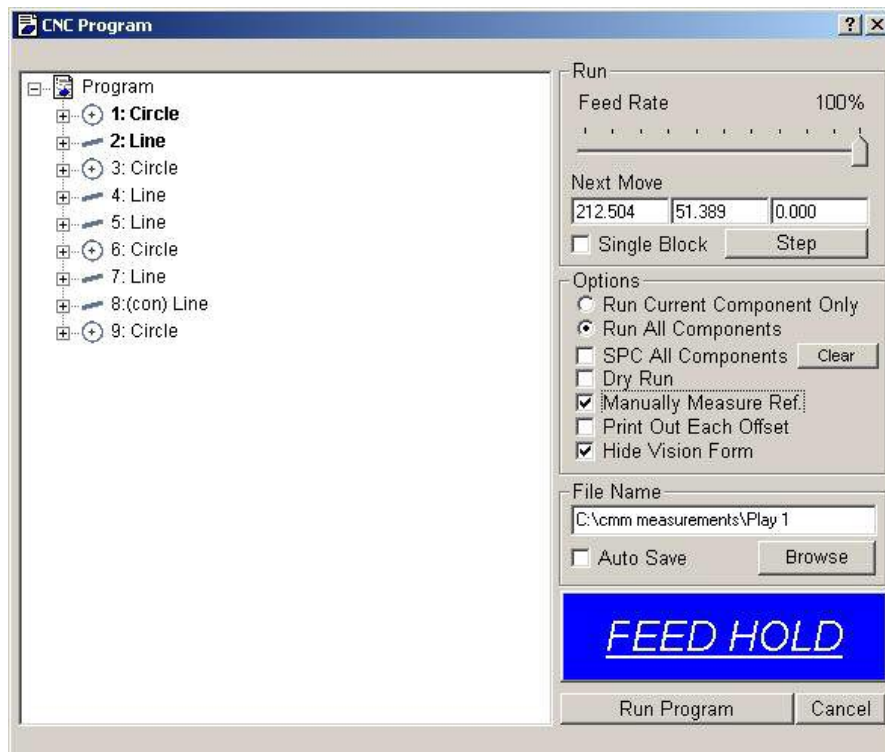 CNC Program
Program
1: Circle
2: Line
3: Circle
4: Line
5: Line
6: Circle
7: Line
8:(con) Line
9: Circle
Run
Feed Rate 100%
Next Move
212.504 51.389 0.000
Single Block Step
Options
Run Current Component Only
Run All Components
SPC All Components Clear
Dry Run
Manually Measure Ref.
Print Out Each Offset
Hide Vision Form
File Name
C:\cmm measurements\Play 1
Auto Save Browse
FEED HOLD
Run Program Cancel